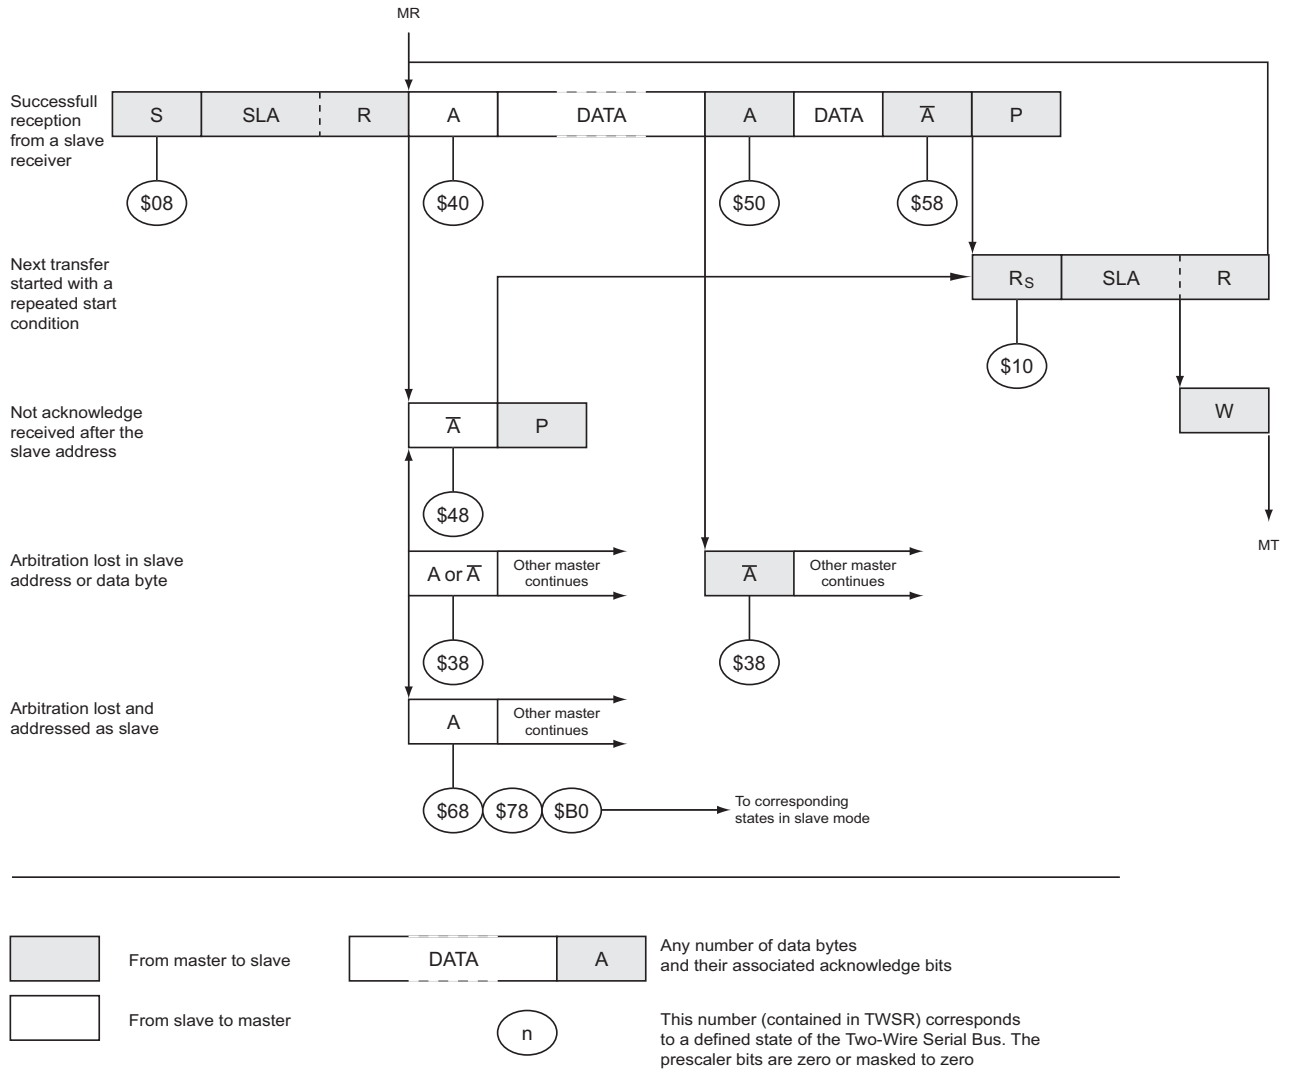 MR
Successfull
reception
from a slave
receiver
S SLA R A DATA A DATA A̅ P
$08 $40 $50 $58
Next transfer
started with a
repeated start
condition
RS SLA R
$10
Not acknowledge
received after the
slave address
A̅ P
W
$48
MT
Arbitration lost in slave
address or data byte
A or A̅
Other master
continues
A̅
Other master
continues
$38 $38
Arbitration lost and
addressed as slave
A
Other master
continues
$68 $78 $B0
To corresponding
states in slave mode
From master to slave
DATA A
Any number of data bytes
and their associated acknowledge bits
From slave to master
n
This number (contained in TWSR) corresponds
to a defined state of the Two-Wire Serial Bus. The
prescaler bits are zero or masked to zero